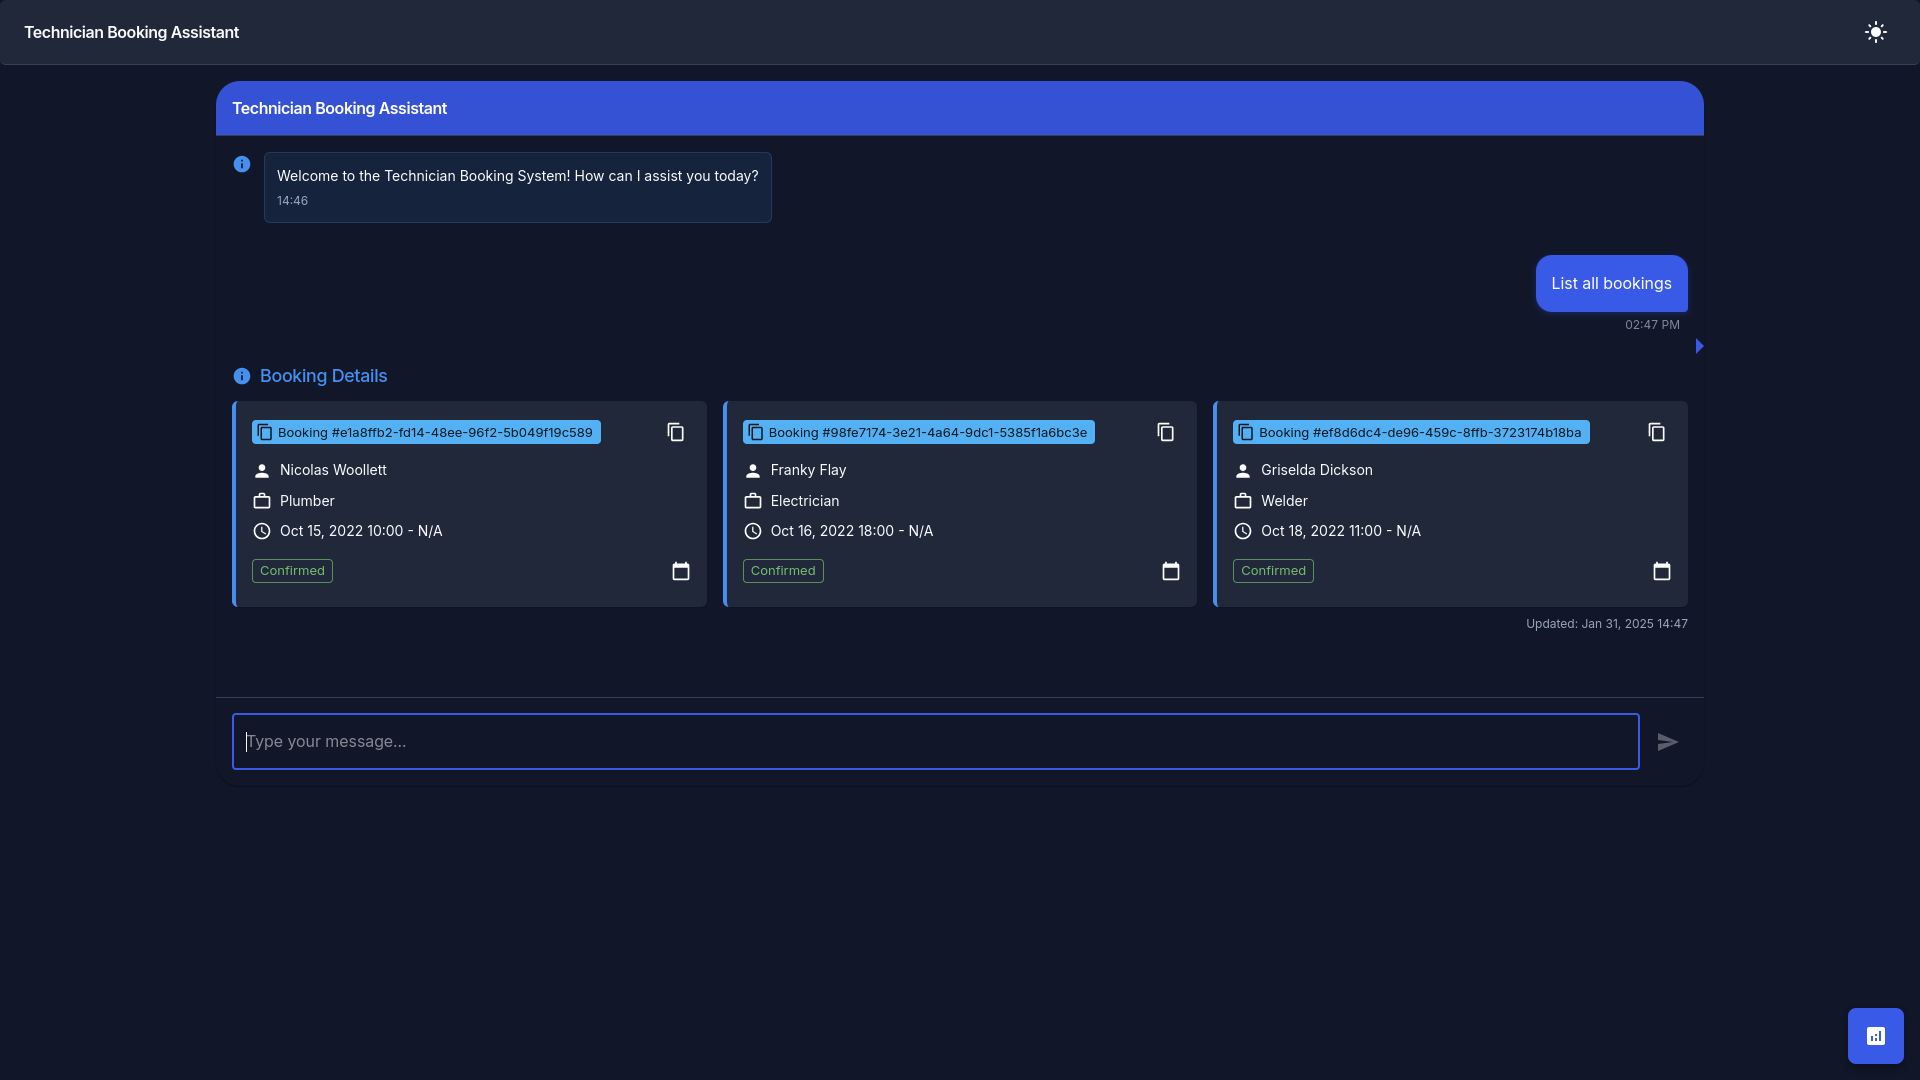 Technician Booking Assistant
Technician Booking Assistant
Welcome to the Technician Booking System! How can I assist you today?
14:46
List all bookings
02:47 PM
Booking Details
Booking #e1a8ffb2-fd14-48ee-96f2-5b049f19c589
Nicolas Woollett
Plumber
Oct 15, 2022 10:00 - N/A
Confirmed
Booking #98fe7174-3e21-4a64-9dc1-5385f1a6bc3e
Franky Flay
Electrician
Oct 16, 2022 18:00 - N/A
Confirmed
Booking #ef8d6dc4-de96-459c-8ffb-3723174b18ba
Griselda Dickson
Welder
Oct 18, 2022 11:00 - N/A
Confirmed
Updated: Jan 31, 2025 14:47
Type your message...